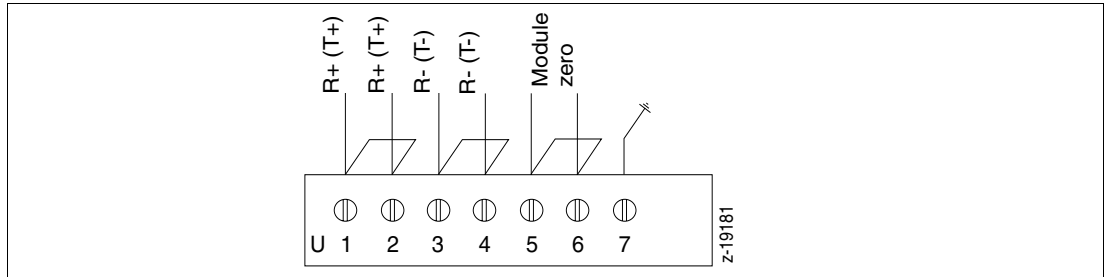 R+ (T+)
R+ (T+)
R- (T-)
R- (T-)
Module
zero
U 1 2 3 4 5 6 7
z-19181